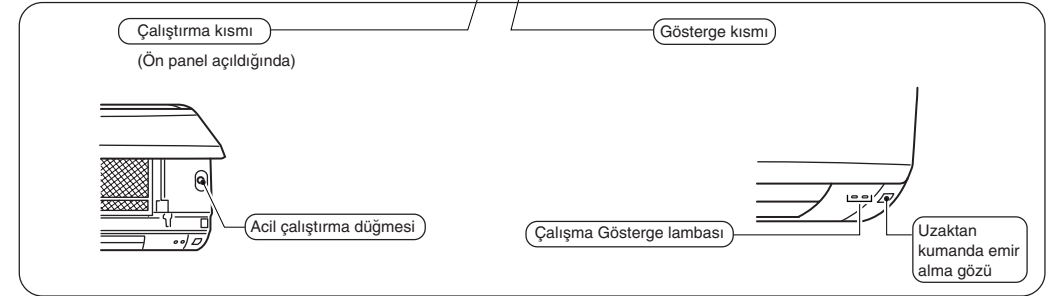 Çalıştırma kısmı
(Ön panel açıldığında)
Gösterge kısmı
Acil çalıştırma düğmesi
Çalışma Gösterge lambası
Uzaktan
kumanda emir
alma gözü